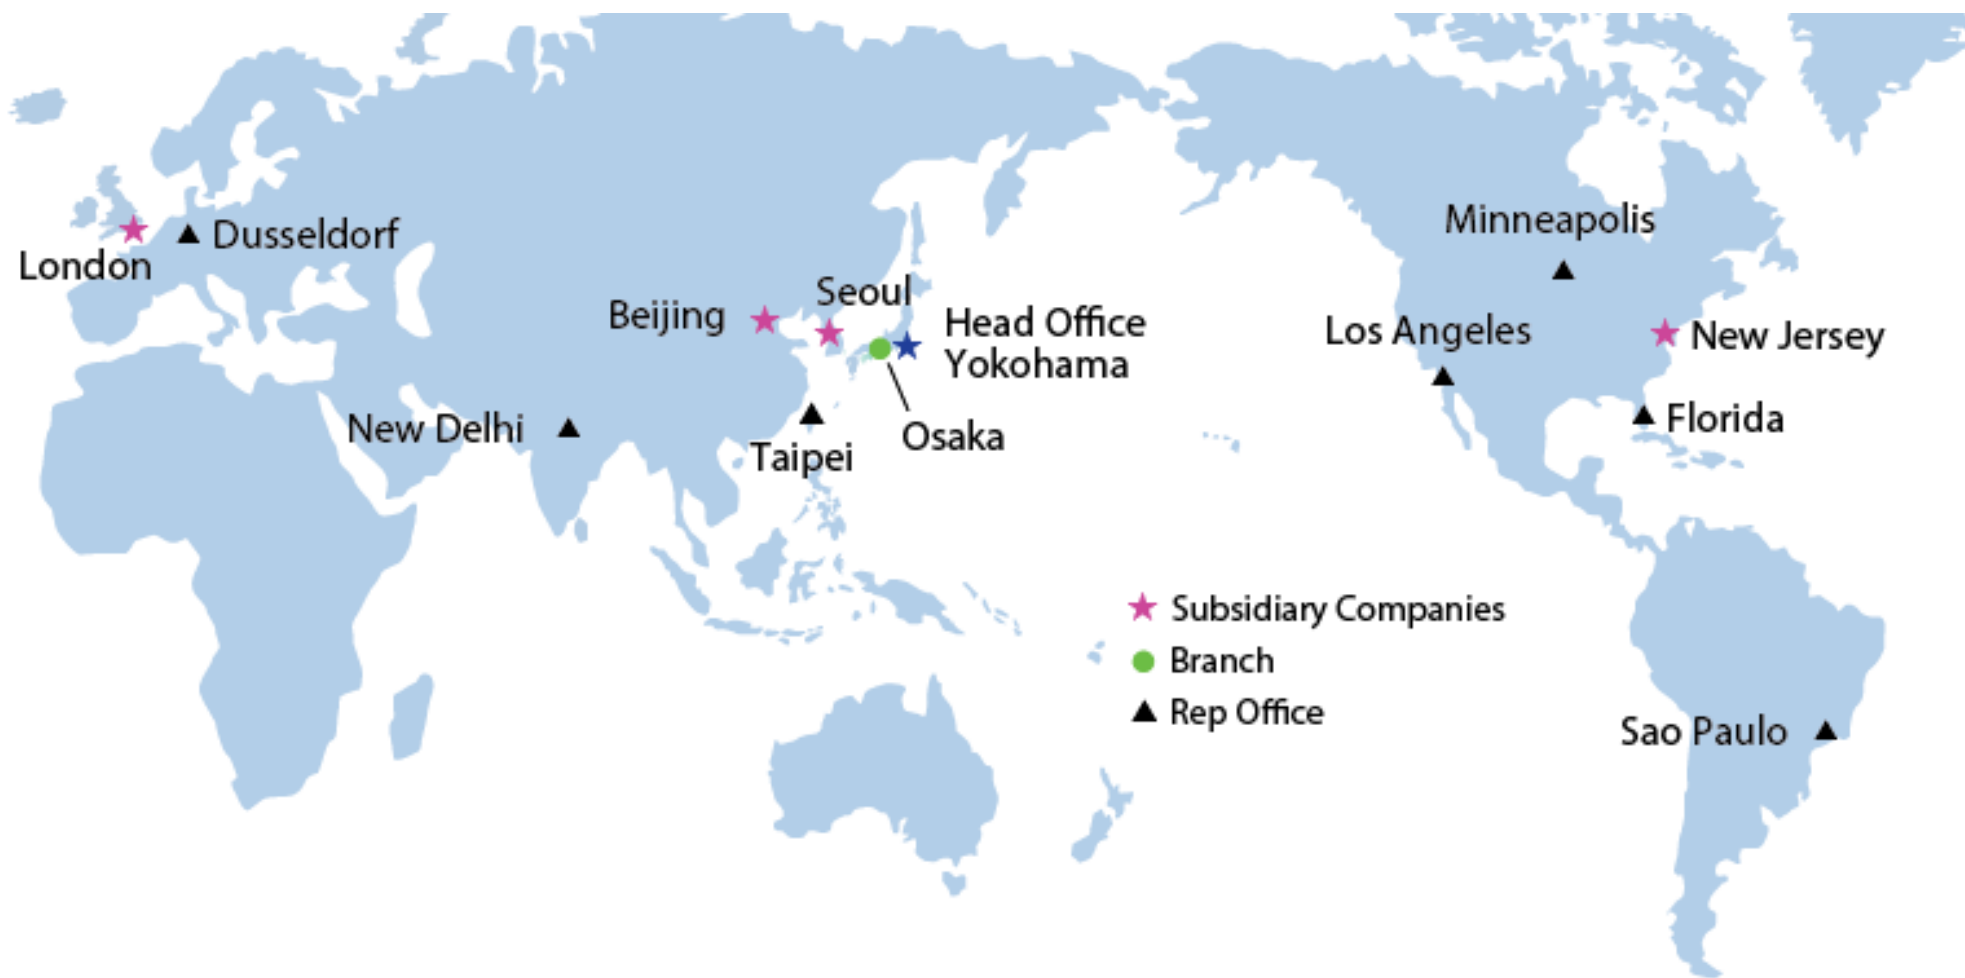 Minneapolis
Dusseldorf
London
Seoul
Beijing
Head Office
Yokohama
Los Angeles
New Jersey
Florida
New Delhi
Osaka
Taipei
Subsidiary Companies
Branch
Rep Office
Sao Paulo